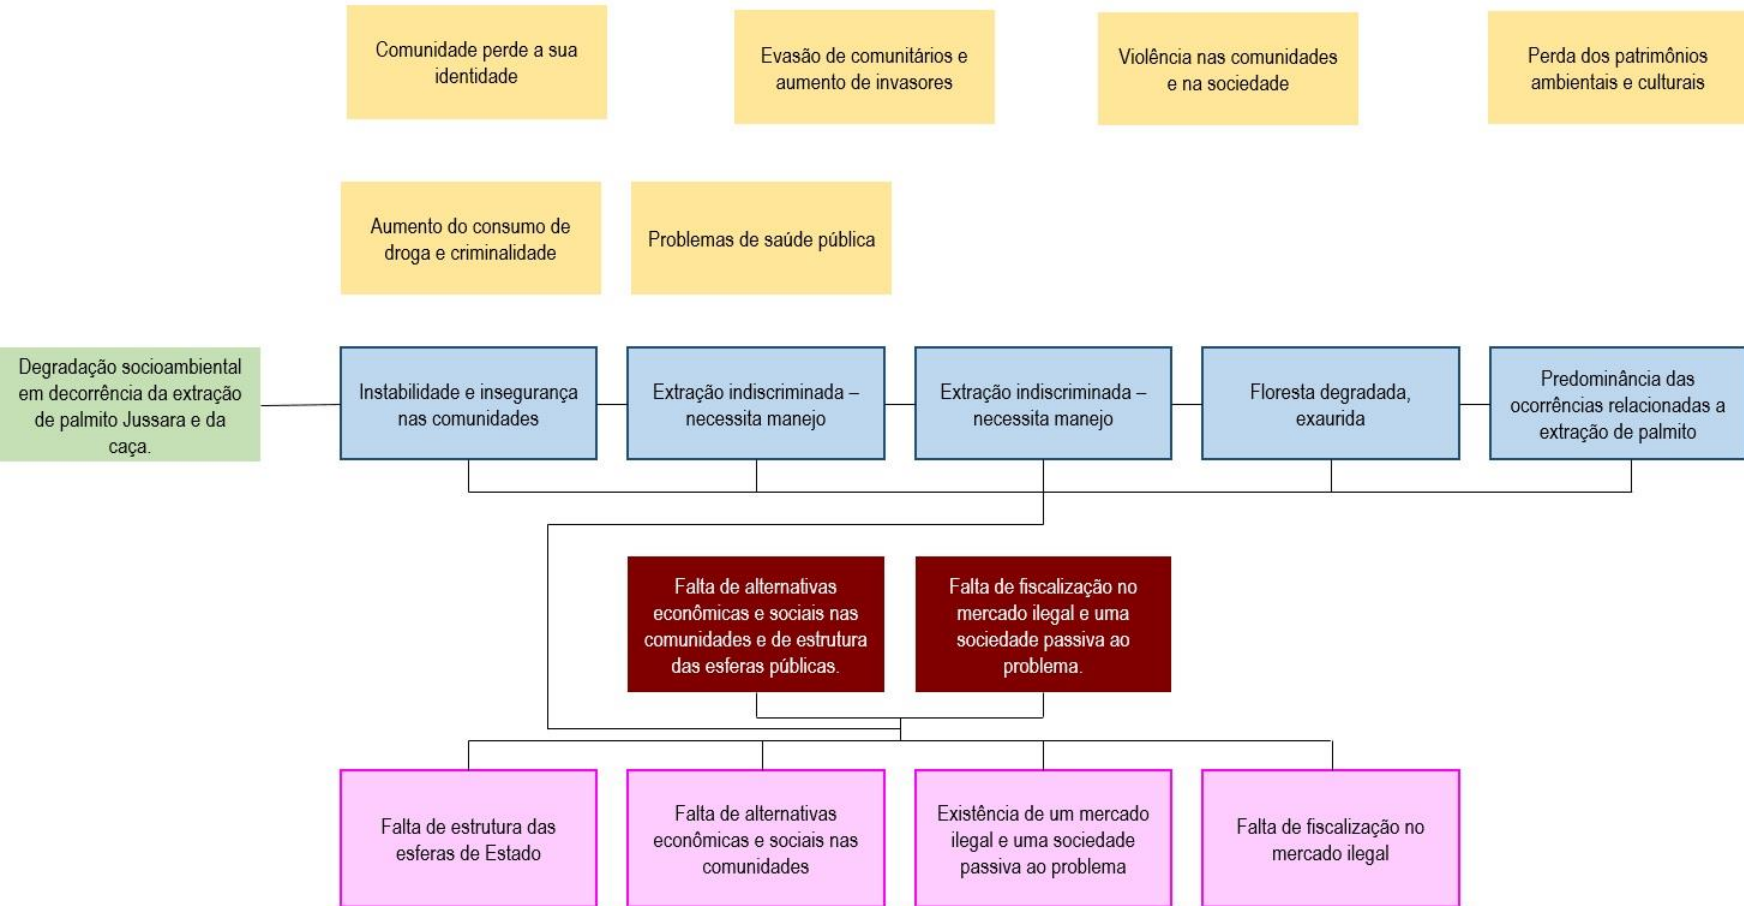 Comunidade perde a sua
identidade
Evasão de comunitários e
aumento de invasores
Violência nas comunidades
e na sociedade
Perda dos patrimônios
ambientais e culturais
Aumento do consumo de
droga e criminalidade
Problemas de saúde pública
Degradação socioambiental
em decorrência da extração
de palmito Jussara e da
caça.
Instabilidade e insegurança
nas comunidades
Extração indiscriminada –
necessita manejo
Extração indiscriminada –
necessita manejo
Floresta degradada,
exaurida
Predominância das
ocorrências relacionadas a
extração de palmito
Falta de alternativas
econômicas e sociais nas
comunidades e de estrutura
das esferas públicas.
Falta de fiscalização no
mercado ilegal e uma
sociedade passiva ao
problema.
Falta de estrutura das
esferas de Estado
Falta de alternativas
econômicas e sociais nas
comunidades
Existência de um mercado
ilegal e uma sociedade
passiva ao problema
Falta de fiscalização no
mercado ilegal